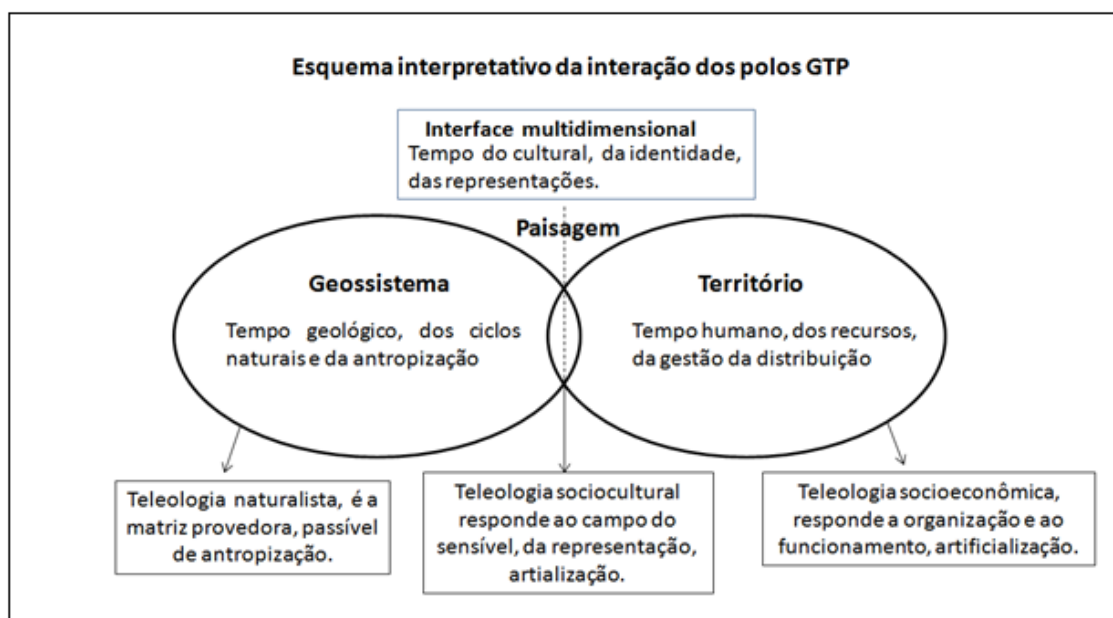 Esquema interpretativo da interação dos polos GTP
Interface multidimensional
Tempo do cultural, da identidade,
das representações.
Paisagem
Geossistema
Tempo geológico, dos ciclos
naturais e da antropização
Território
Tempo humano, dos recursos,
da gestão da distribuição
Teleologia naturalista, é a
matriz provedora, passível
de antropização.
Teleologia sociocultural
responde ao campo do
sensível, da representação,
artialização.
Teleologia socioeconômica,
responde a organização e ao
funcionamento, artificialização.